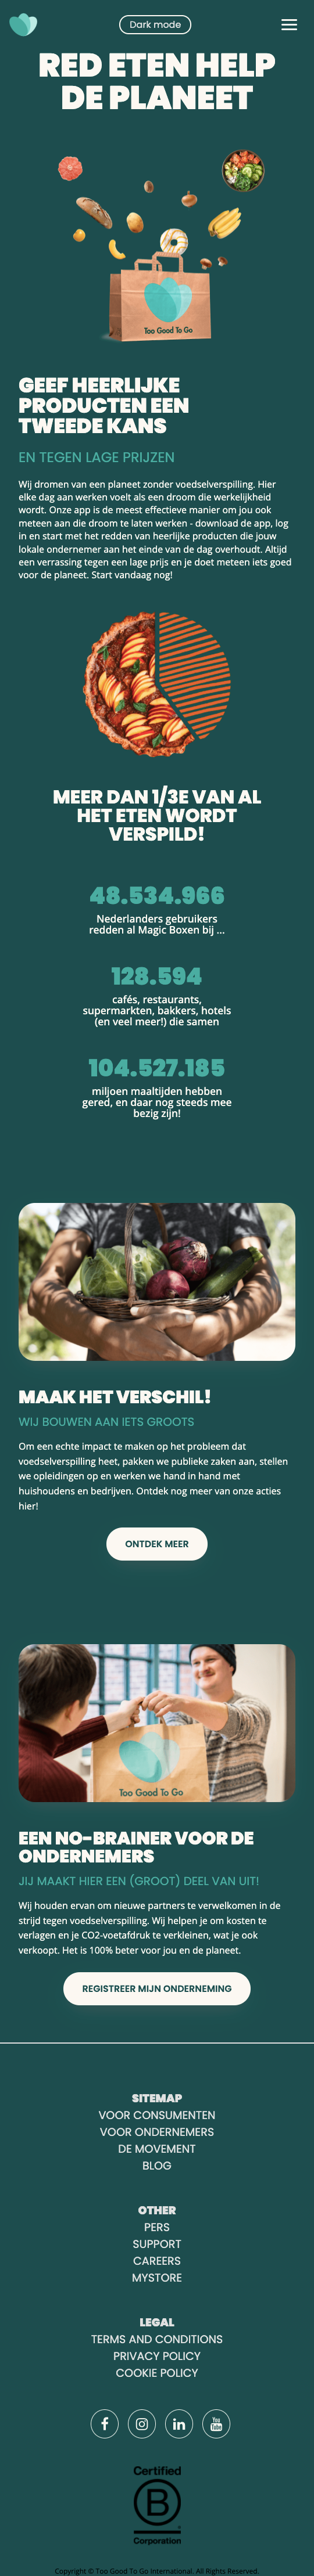 Dark mode
RED ETEN HELP
DE PLANEET
Too Good To Go
GEEF HEERLIJKE
PRODUCTEN EEN
TWEEDE KANS
EN TEGEN LAGE PRIJZEN
Wij dromen van een planeet zonder voedselverspilling. Hier
elke dag aan werken voelt als een droom die werkelijkheid
wordt. Onze app is de meest effectieve manier om jou ook
meteen aan die droom te laten werken - download de app, log
in en start met het redden van heerlijke producten die jouw
lokale ondernemer aan het einde van de dag overhoudt. Altijd
een verrassing tegen een lage prijs en je doet meteen iets goed
voor de planeet. Start vandaag nog!
MEER DAN 1/3E VAN AL
HET ETEN WORDT
VERSPILD!
48.534.966
Nederlanders gebruikers
redden al Magic Boxen bij ...
128.594
cafés, restaurants,
supermarkten, bakkers, hotels
(en veel meer!) die samen
104.527.185
miljoen maaltijden hebben
gered, en daar nog steeds mee
bezig zijn!
MAAK HET VERSCHIL!
WIJ BOUWEN AAN IETS GROOTS
Om een echte impact te maken op het probleem dat
voedselverspilling heet, pakken we publieke zaken aan, stellen
we opleidingen op en werken we hand in hand met
huishoudens en bedrijven. Ontdek nog meer van onze acties
hier!
ONTDEK MEER
Too Good To Go
EEN NO-BRAINER VOOR DE
ONDERNEMERS
JIJ MAAKT HIER EEN (GROOT) DEEL VAN UIT!
Wij houden ervan om nieuwe partners te verwelkomen in de
strijd tegen voedselverspilling. Wij helpen je om kosten te
verlagen en je CO2-voetafdruk te verkleinen, wat je ook
verkoopt. Het is 100% beter voor jou en de planeet.
REGISTREER MIJN ONDERNEMING
SITEMAP
VOOR CONSUMENTEN
VOOR ONDERNEMERS
DE MOVEMENT
BLOG
OTHER
PERS
SUPPORT
CAREERS
MYSTORE
LEGAL
TERMS AND CONDITIONS
PRIVACY POLICY
COOKIE POLICY
f in You Tube
Certified
B
Corporation
Copyright © Too Good To Go International. All Rights Reserved.